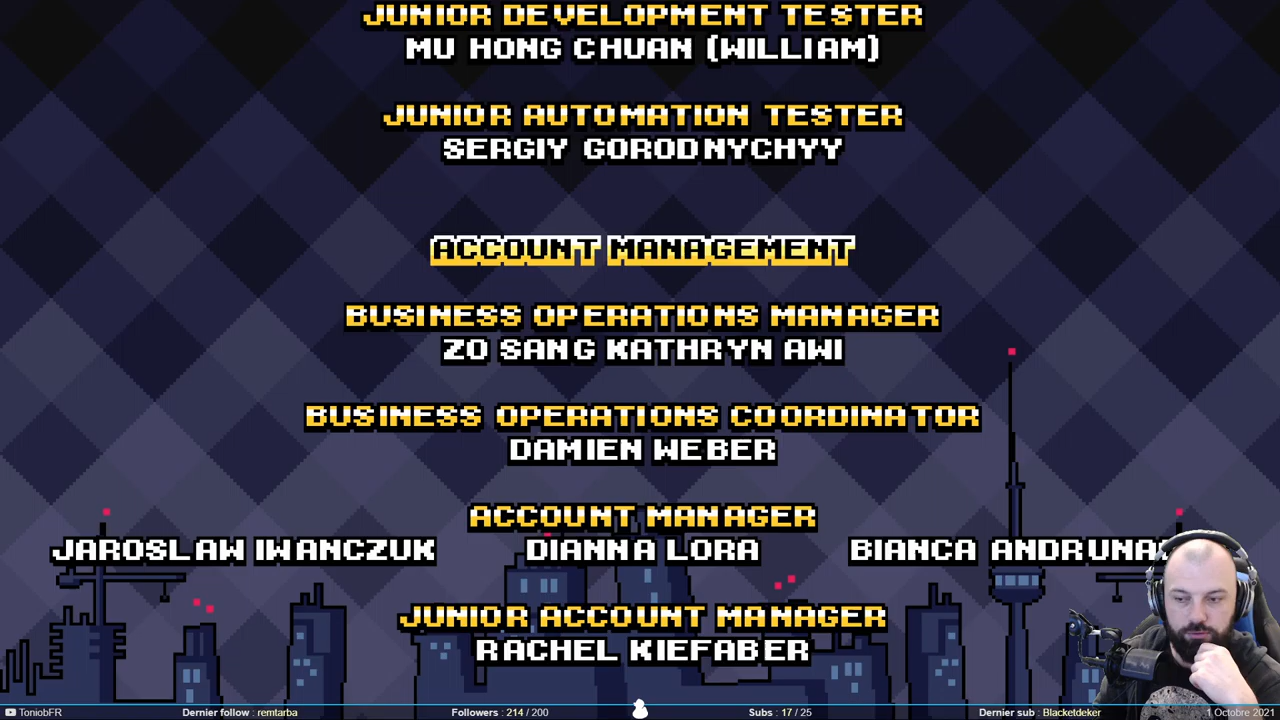 JUNIOR DEVELOPMENT TESTER
MU HONG CHUAN (WILLIAM)
JUNIOR AUTOMATION TESTER
SERGIY GORODNYCHYY
ACCOUNT MANAGEMENT
BUSINESS OPERATIONS MANAGER
ZO SANG KATHRYN AWI
BUSINESS OPERATIONS COORDINATOR
DAMIEN WEBER
ACCOUNT MANAGER
JAROSLAW IWANCZUK DIANNA LORA BIANCA
JUNIOR ACCOUNT MANAGER
RACHEL KIEFABER
ToniobFR Dernier follow : remtarba Followers : 214 / 200 Subs : 17 / 25 Dernier sub : Blacketdeker 1 Octobre 2021